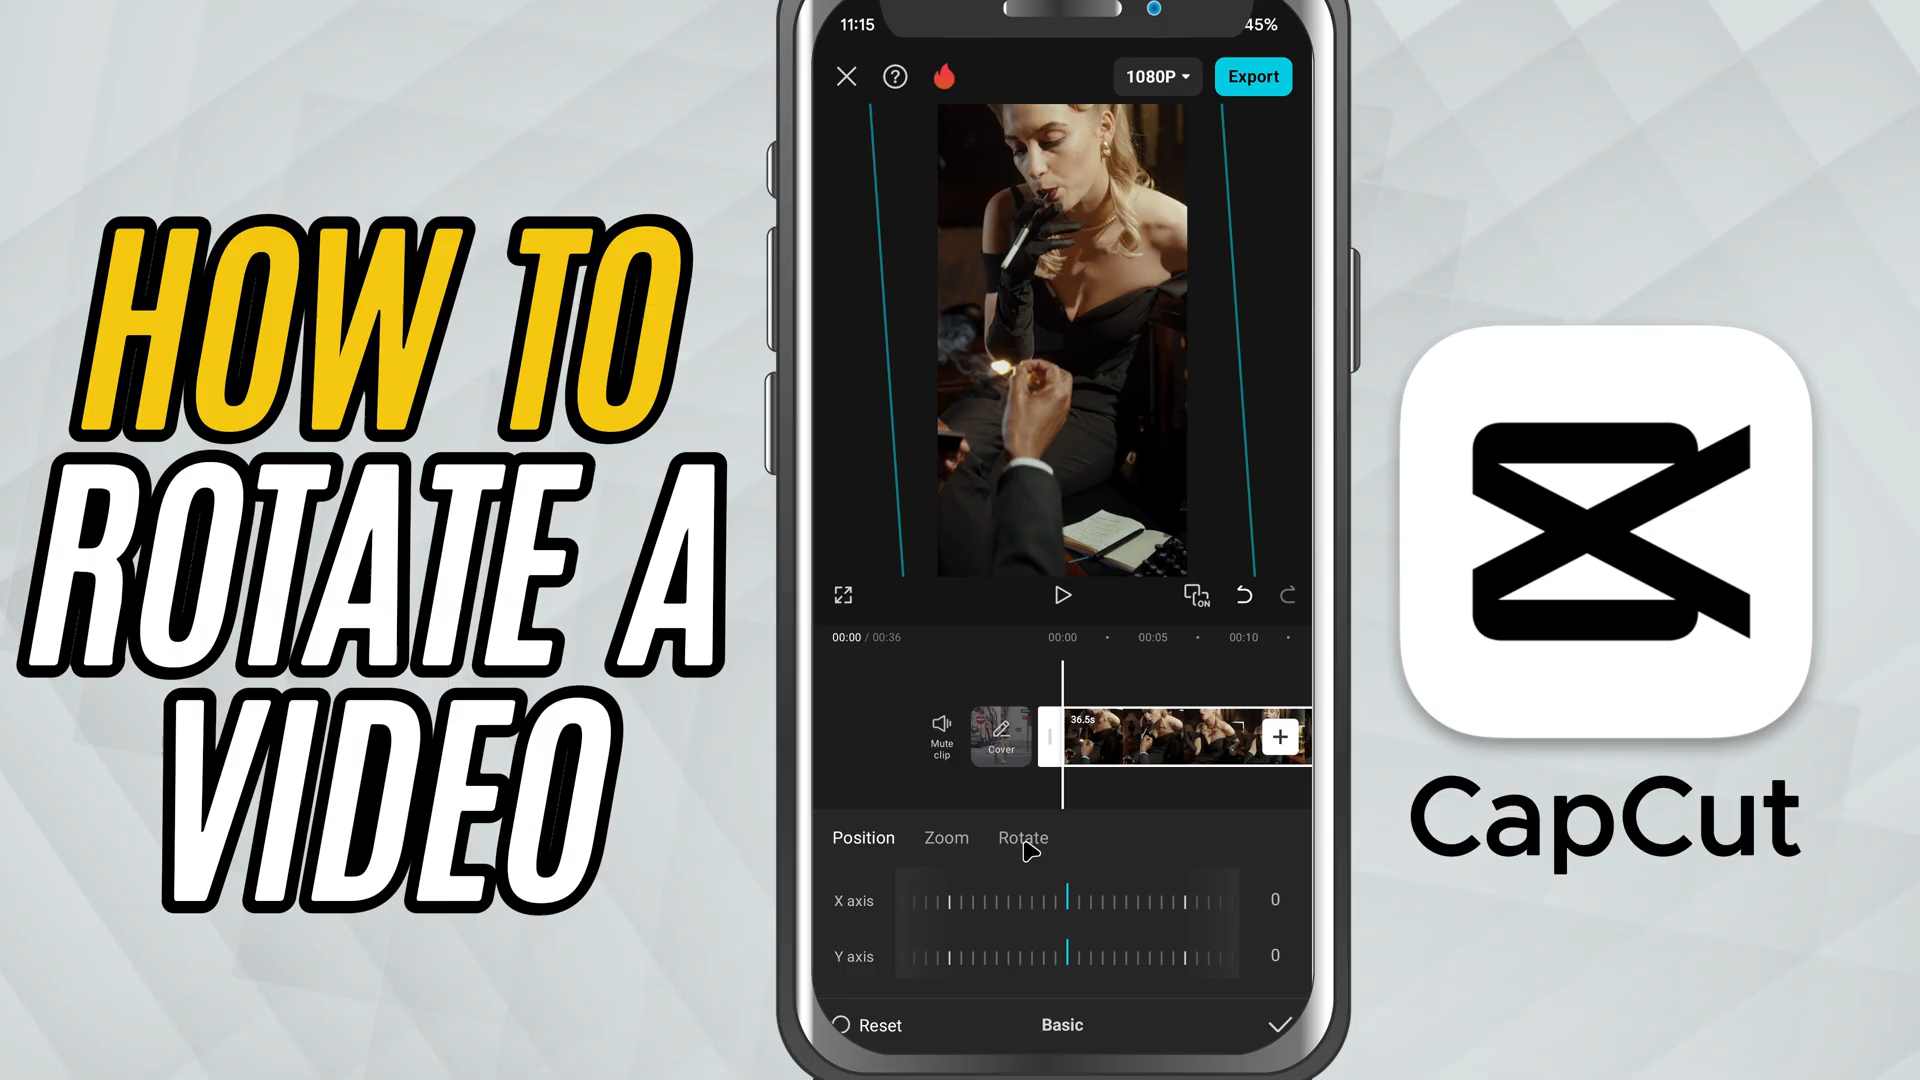 HOW TO
ROTATE A
VIDEO
11:15
45%
1080P
Export
ON
00:00 / 00:36
00:00
00:05
00:10
Mute
clip
Cover
36.5s
Position
Zoom
Rotate
X axis
0
Y axis
0
Reset
Basic
CapCut